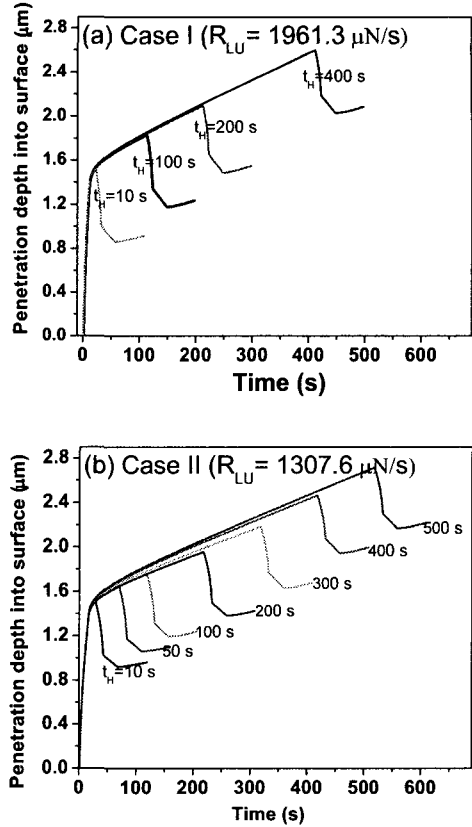 (a) Case I (R_LU = 1961.3 μN/s)
Penetration depth into surface (μm)
2.8
2.4
2.0
1.6
1.2
0.8
0.4
0.0
t_H=400 s
t_H=200 s
t_H=100 s
t_H=10 s
0 100 200 300 400 500 600
Time (s)
(b) Case II (R_LU = 1307.6 μN/s)
Penetration depth into surface (μm)
2.8
2.4
2.0
1.6
1.2
0.8
0.4
0.0
500 s
400 s
300 s
200 s
100 s
50 s
t_H=10 s
0 100 200 300 400 500 600
Time (s)